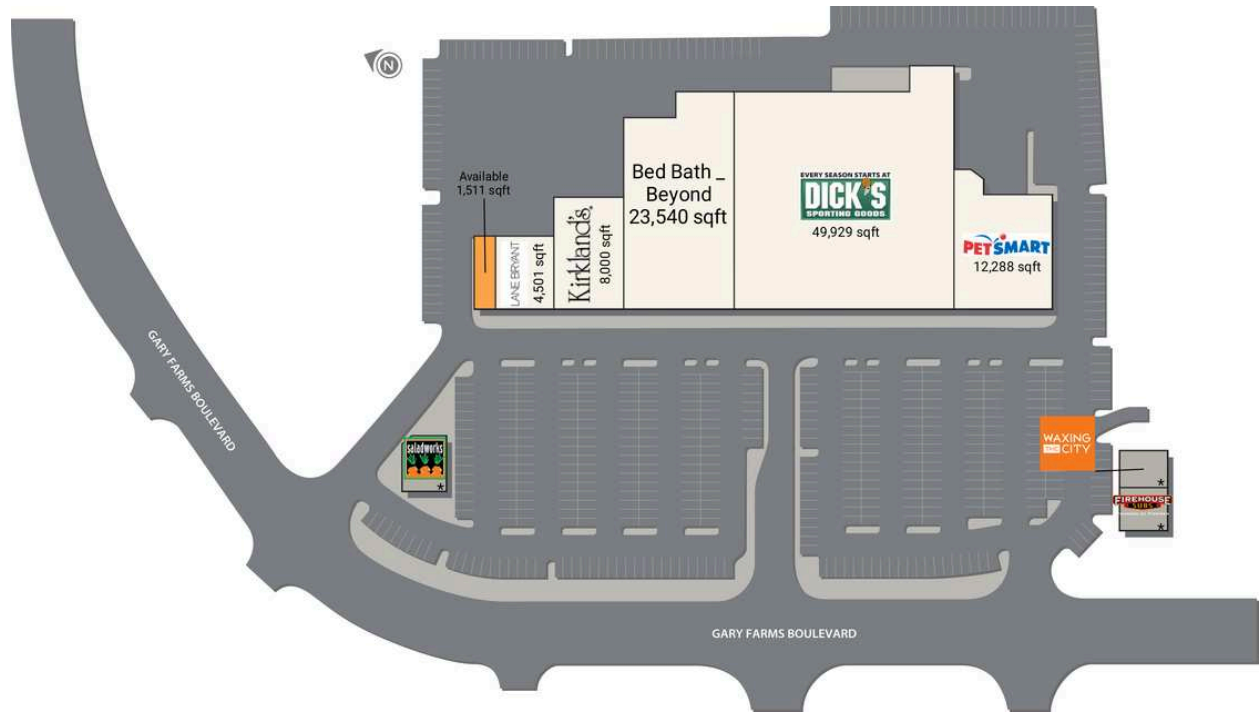 N
Available
1,511 sqft
LANE BRYANT
4,501 sqft
Kirkland's
8,000 sqft
Bed Bath _
Beyond
23,540 sqft
EVERY SEASON STARTS AT
DICK'S
SPORTING GOODS
49,929 sqft
PETSMART
12,288 sqft
GARY FARMS BOULEVARD
saladworks
*
WAXING
THE CITY
*
FIREHOUSE
SUBS
*
GARY FARMS BOULEVARD